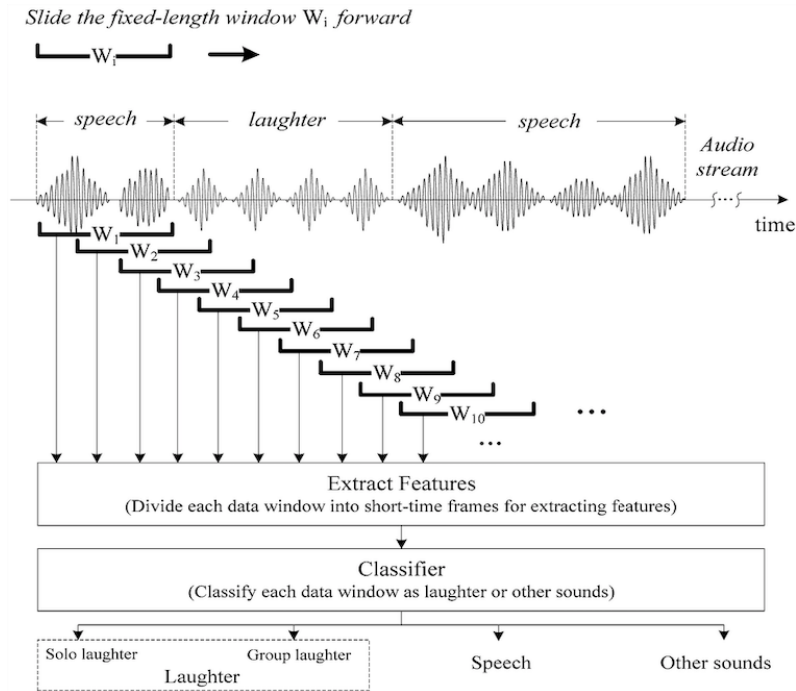 Slide the fixed-length window Wi forward
Wi
speech laughter speech
Audio
stream
...
time
W1
W2
W3
W4
W5
W6
W7
W8
W9
W10 ...
...
Extract Features
(Divide each data window into short-time frames for extracting features)
Classifier
(Classify each data window as laughter or other sounds)
Solo laughter Group laughter Speech Other sounds
Laughter